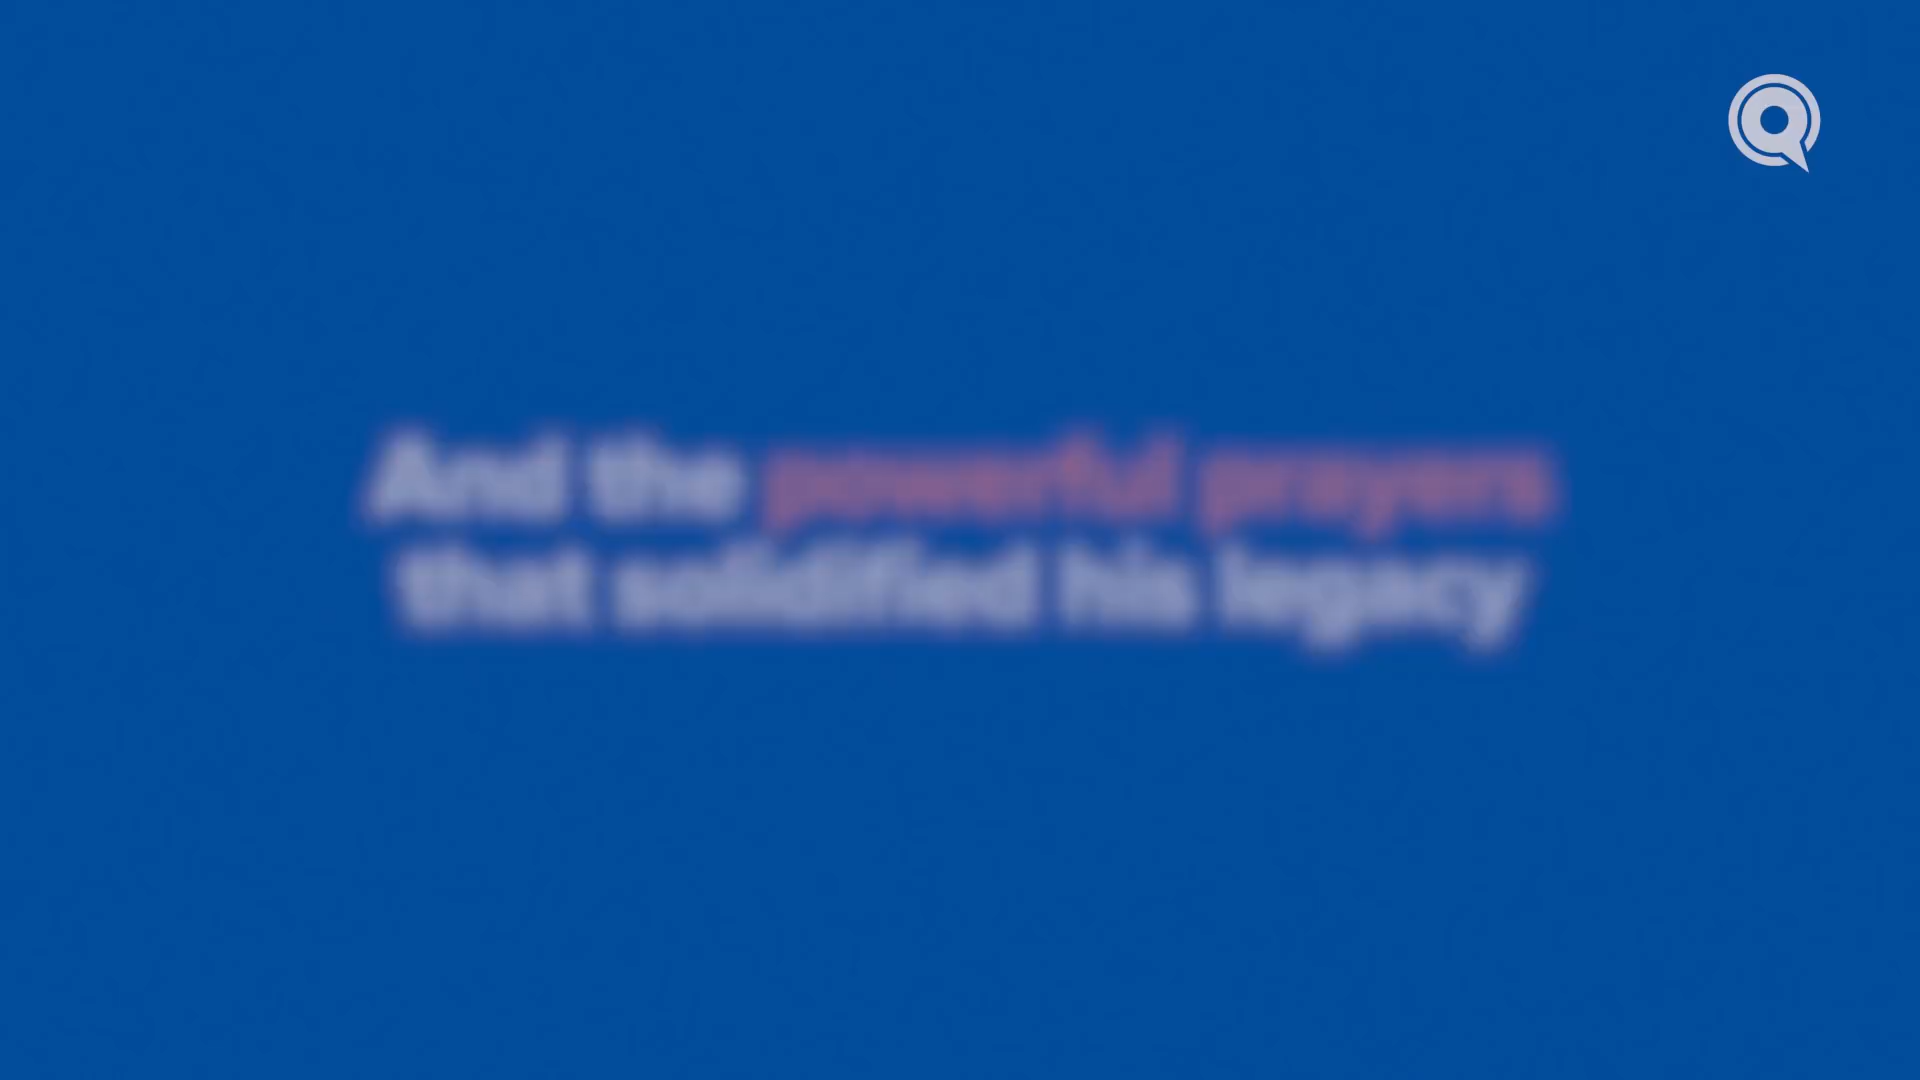 And the powerful prayers
that solidified his legacy